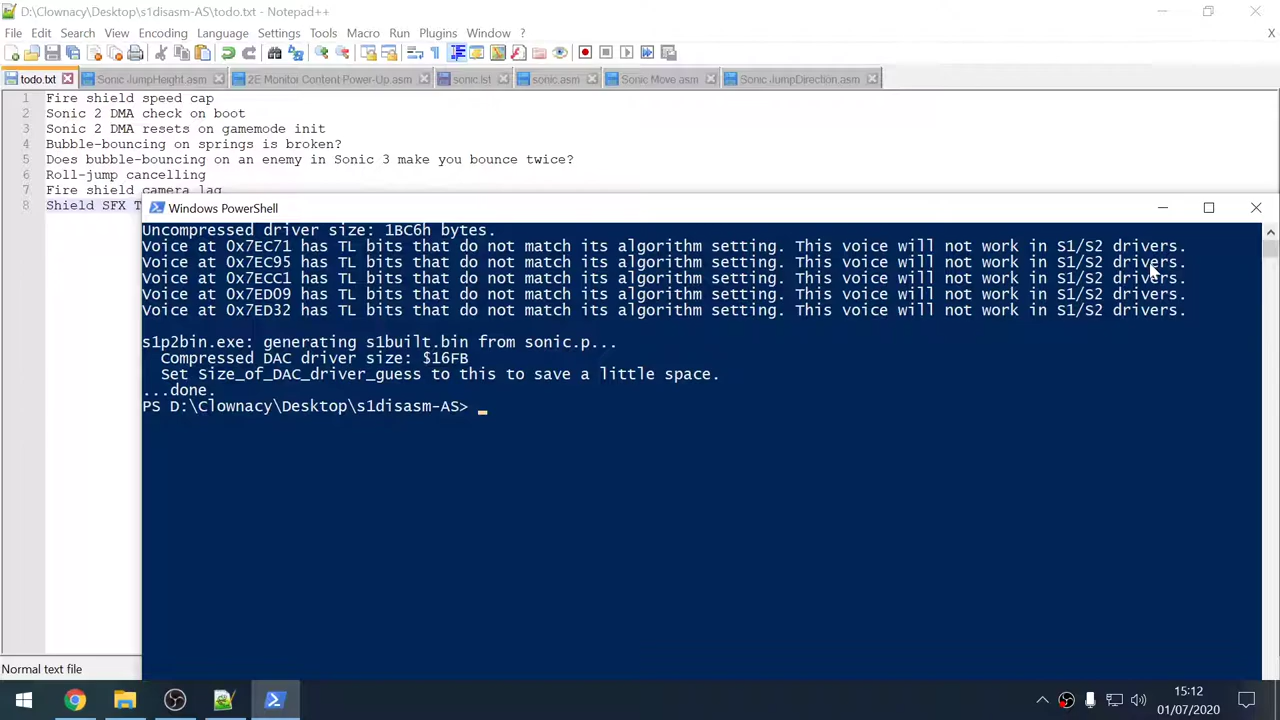 D:\Clownacy\Desktop\s1disasm-AS\todo.txt - Notepad++
File Edit Search View Encoding Language Settings Tools Macro Run Plugins Window ? X
todo.txt Sonic JumpHeight.asm 2E Monitor Content Power-Up.asm sonic.lst sonic.asm Sonic Move.asm Sonic JumpDirection.asm
1 Fire shield speed cap
2 Sonic 2 DMA check on boot
3 Sonic 2 DMA resets on gamemode init
4 Bubble-bouncing on springs is broken?
5 Does bubble-bouncing on an enemy in Sonic 3 make you bounce twice?
6 Roll-jump cancelling
7 Fire shield camera lag
8 Shield SFX T
Windows PowerShell
Uncompressed driver size: 1BC6h bytes.
Voice at 0x7EC71 has TL bits that do not match its algorithm setting. This voice will not work in S1/S2 drivers.
Voice at 0x7EC95 has TL bits that do not match its algorithm setting. This voice will not work in S1/S2 drivers.
Voice at 0x7ECC1 has TL bits that do not match its algorithm setting. This voice will not work in S1/S2 drivers.
Voice at 0x7ED09 has TL bits that do not match its algorithm setting. This voice will not work in S1/S2 drivers.
Voice at 0x7ED32 has TL bits that do not match its algorithm setting. This voice will not work in S1/S2 drivers.
s1p2bin.exe: generating s1built.bin from sonic.p...
Compressed DAC driver size: $16FB
Set Size_of_DAC_driver_guess to this to save a little space.
...done.
PS D:\Clownacy\Desktop\s1disasm-AS>
Normal text file
15:12
01/07/2020